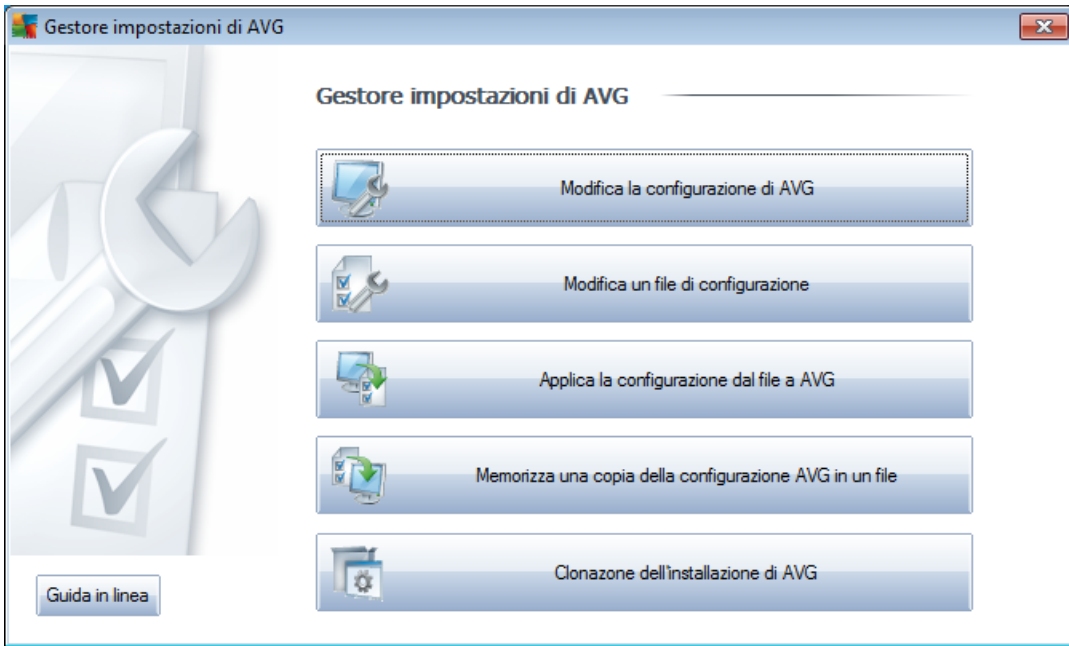 Gestore impostazioni di AVG
Gestore impostazioni di AVG
Modifica la configurazione di AVG
Modifica un file di configurazione
Applica la configurazione dal file a AVG
Memorizza una copia della configurazione AVG in un file
Clonazone dell'installazione di AVG
Guida in linea